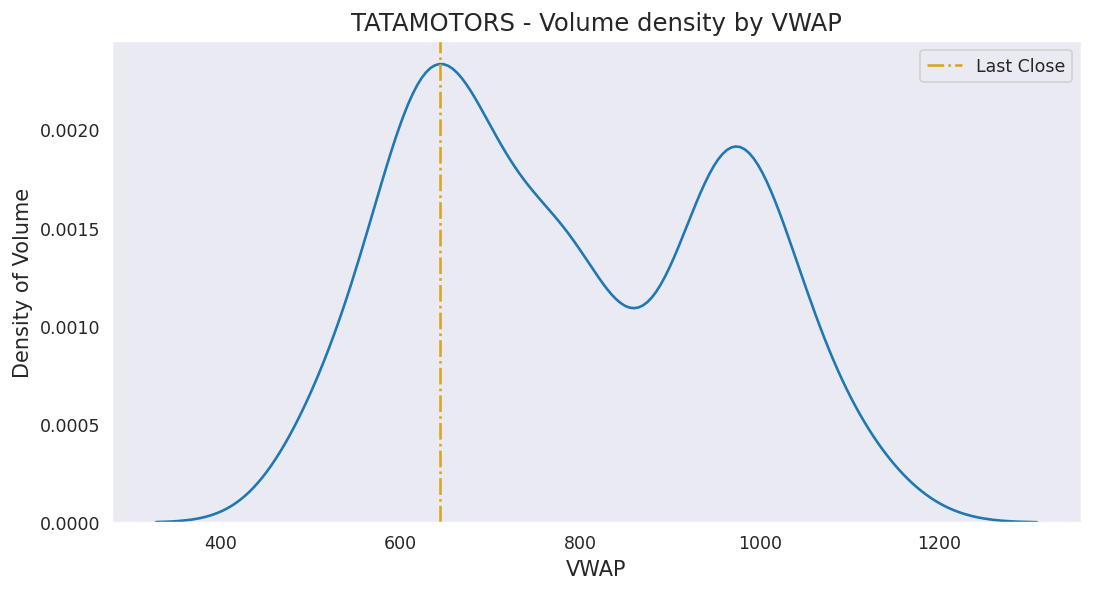 TATAMOTORS - Volume density by VWAP
Last Close
Density of Volume
0.0020
0.0015
0.0010
0.0005
0.0000
400
600
800
1000
1200
VWAP